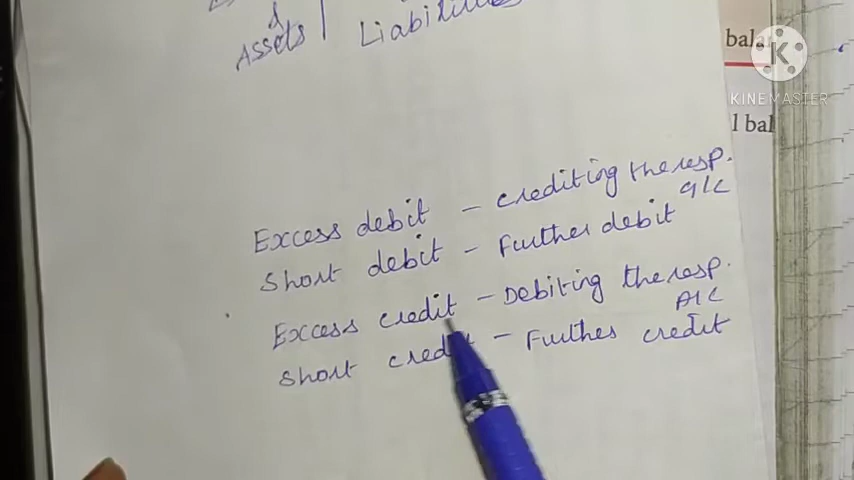 &
Assets
Liabilities
Excess debit - Crediting the resp. a/c
Short debit - Further debit
Excess credit - Debiting the resp. A/c
Short credit - Further credit
K
KINEMASTER
l bal